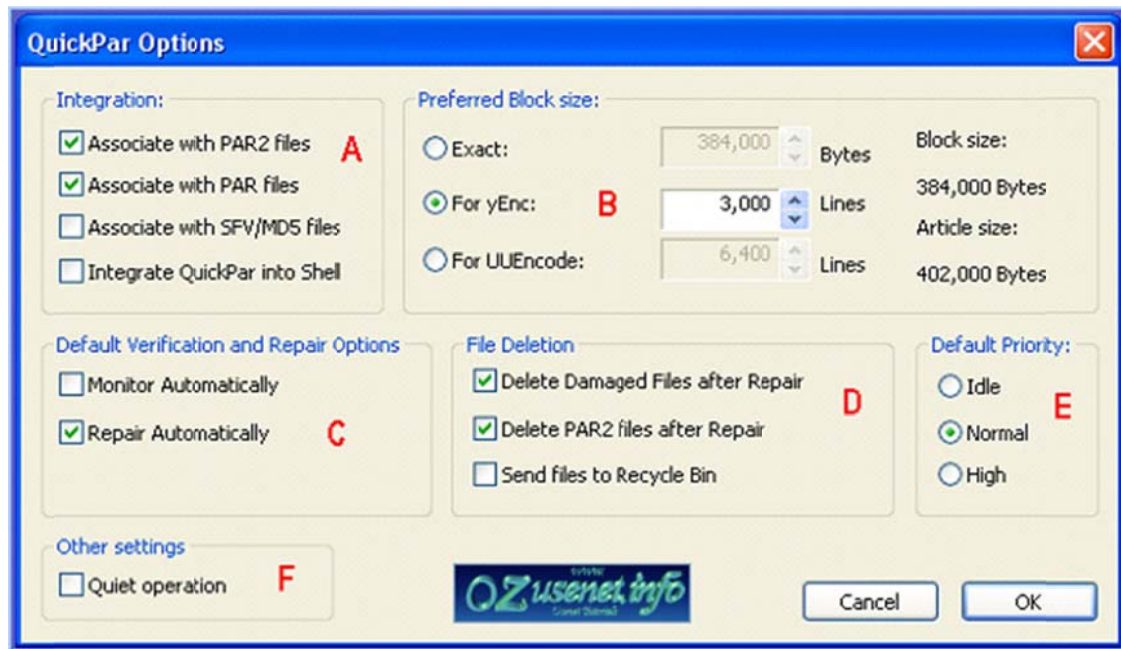 QuickPar Options
Integration:
Associate with PAR2 files
A
Associate with PAR files
Associate with SFV/MD5 files
Integrate QuickPar into Shell
Preferred Block size:
Exact:
384,000
Bytes
For yEnc:
B
3,000
Lines
For UUEncode:
6,400
Lines
Block size:
384,000 Bytes
Article size:
402,000 Bytes
Default Verification and Repair Options
Monitor Automatically
Repair Automatically
C
File Deletion
Delete Damaged Files after Repair
D
Delete PAR2 files after Repair
Send files to Recycle Bin
Default Priority:
Idle
E
Normal
High
Other settings
Quiet operation
F
OZusenet.info
Cancel
OK